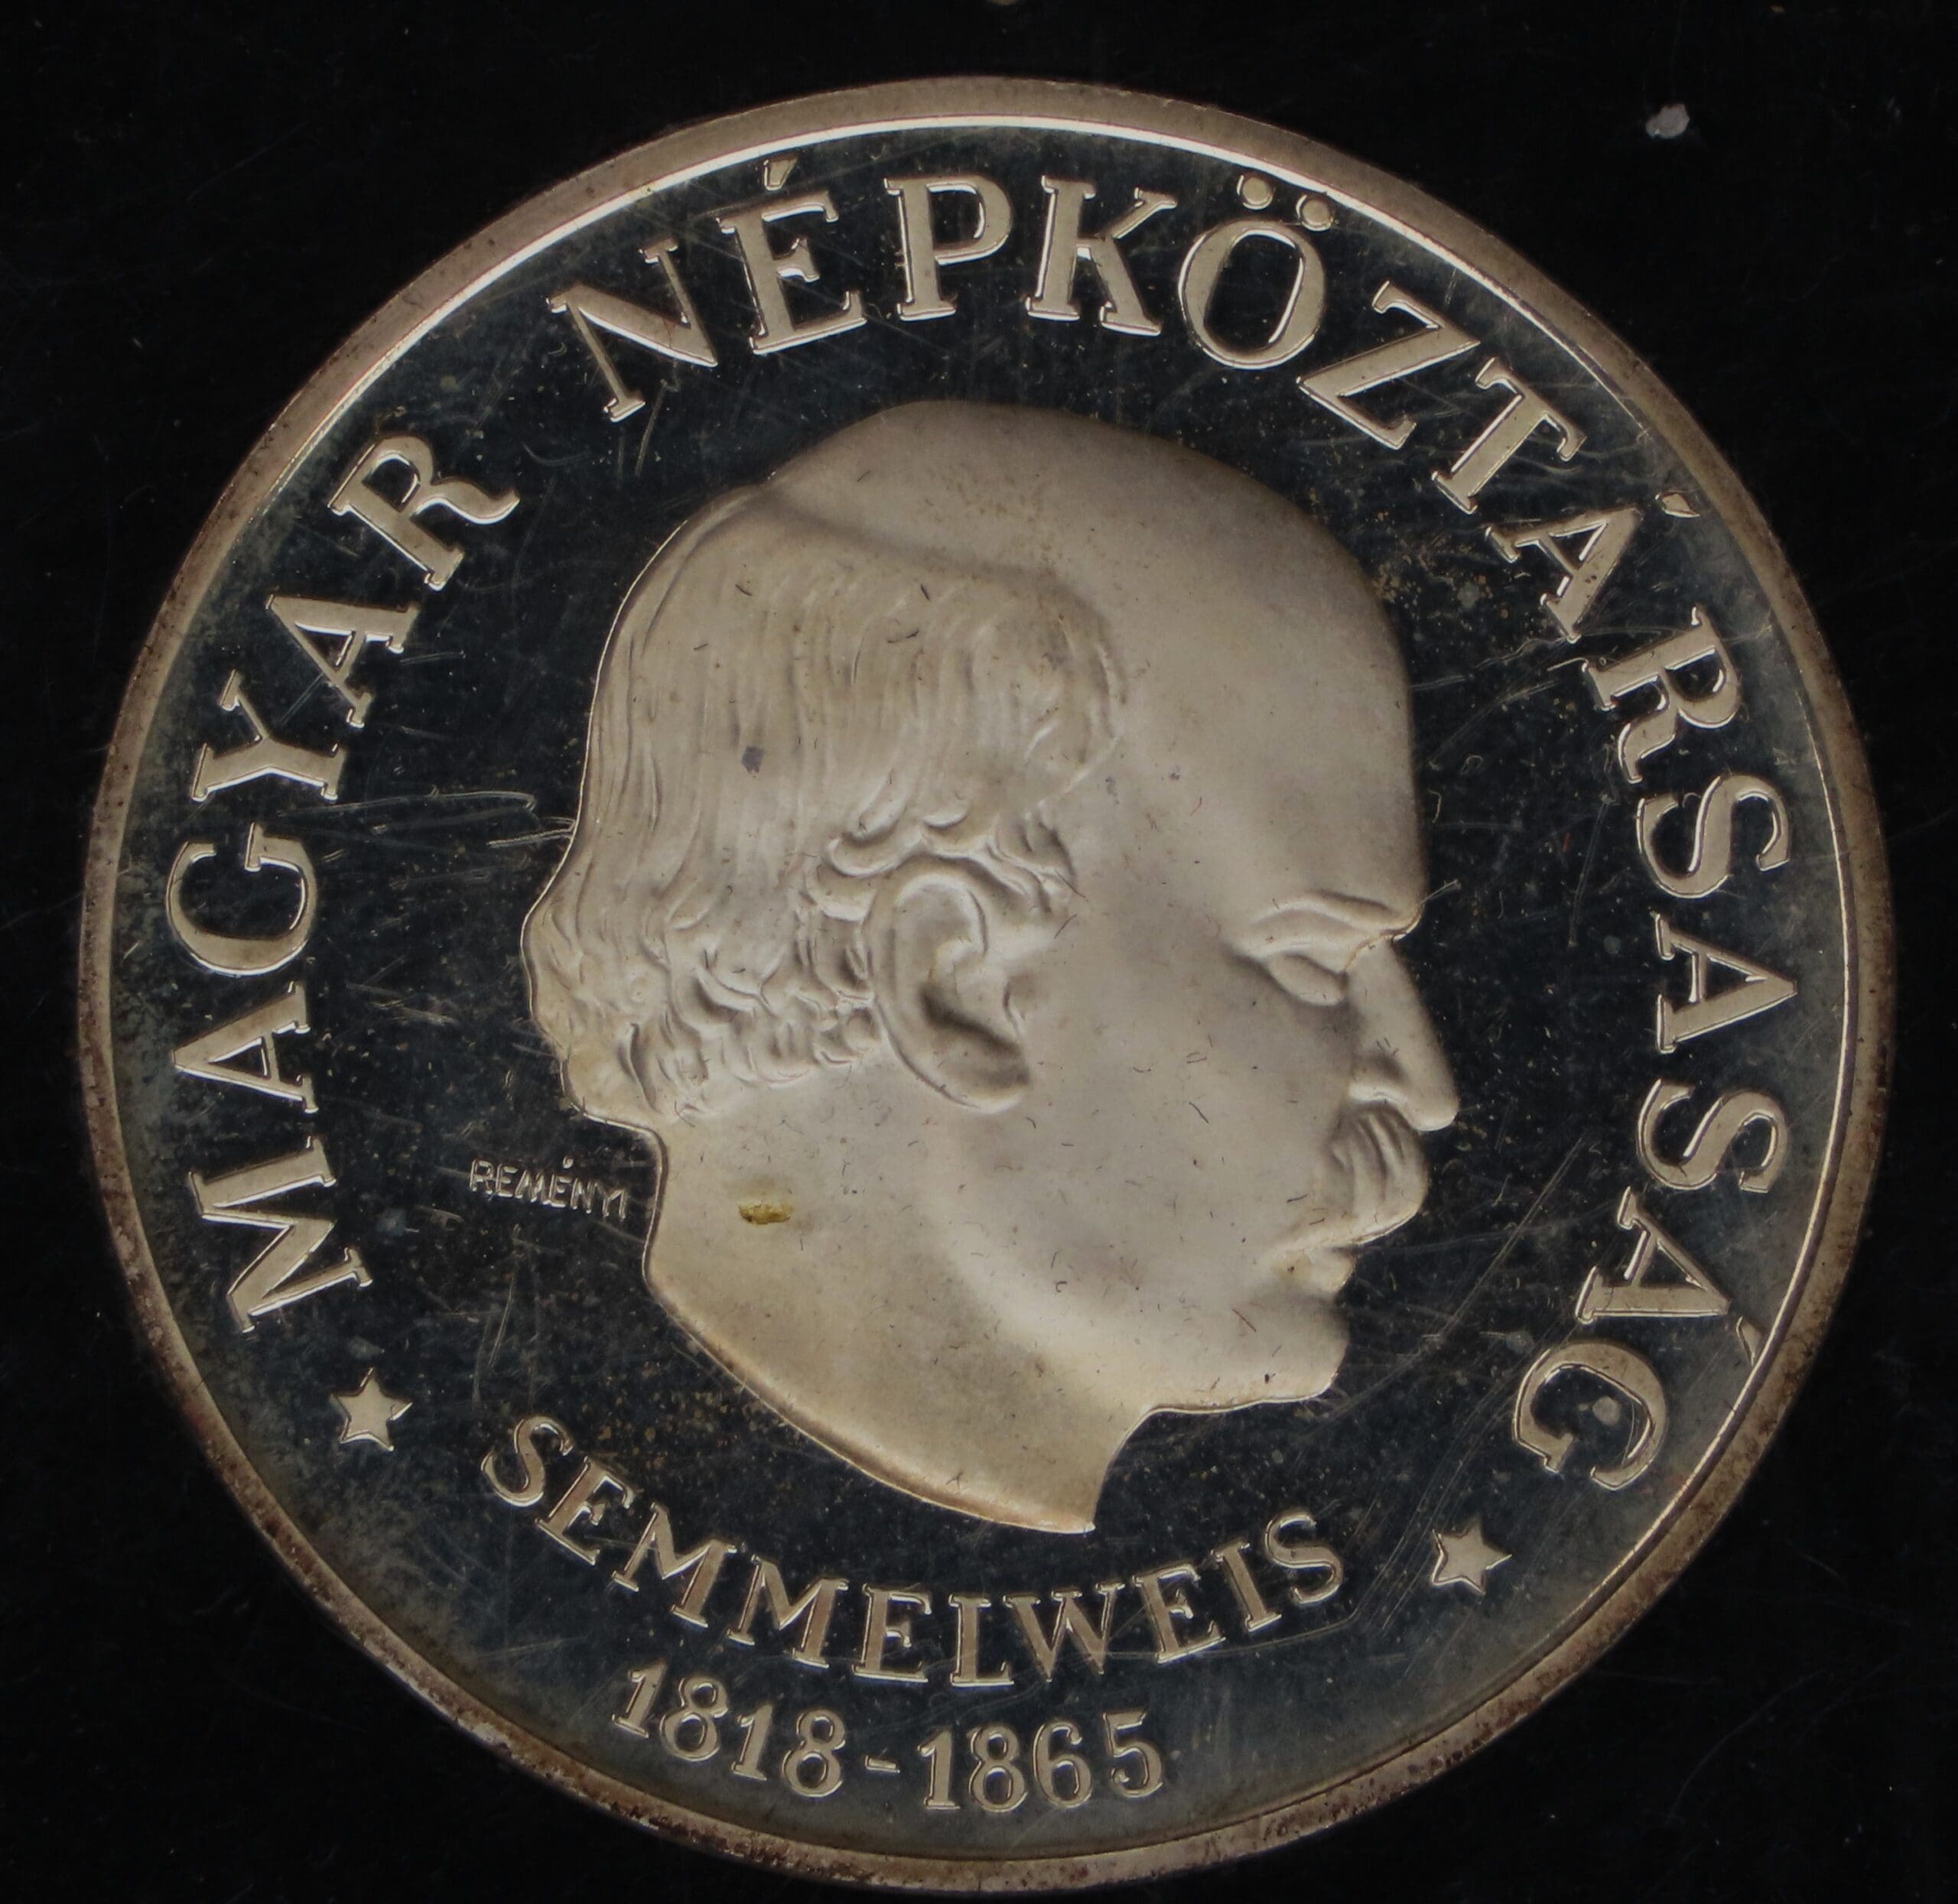 MAGYAR NÉPKÖZTÁRSASÁG
REMÉNYI
SEMMELWEIS
1818-1865